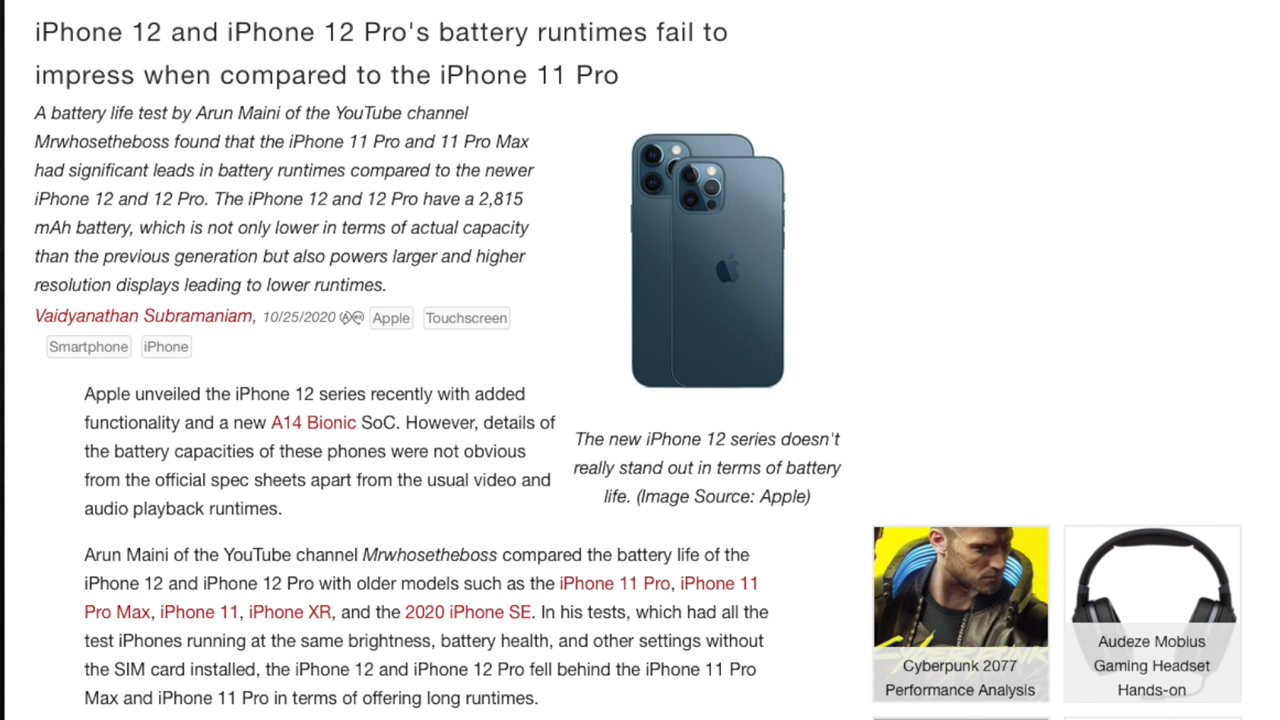 iPhone 12 and iPhone 12 Pro's battery runtimes fail to
impress when compared to the iPhone 11 Pro
A battery life test by Arun Maini of the YouTube channel
Mrwhosetheboss found that the iPhone 11 Pro and 11 Pro Max
had significant leads in battery runtimes compared to the newer
iPhone 12 and 12 Pro. The iPhone 12 and 12 Pro have a 2,815
mAh battery, which is not only lower in terms of actual capacity
than the previous generation but also powers larger and higher
resolution displays leading to lower runtimes.
Vaidyanathan Subramaniam, 10/25/2020 Apple Touchscreen
Smartphone iPhone
Apple unveiled the iPhone 12 series recently with added
functionality and a new A14 Bionic SoC. However, details of
the battery capacities of these phones were not obvious
from the official spec sheets apart from the usual video and
audio playback runtimes.
The new iPhone 12 series doesn't
really stand out in terms of battery
life. (Image Source: Apple)
Arun Maini of the YouTube channel Mrwhosetheboss compared the battery life of the
iPhone 12 and iPhone 12 Pro with older models such as the iPhone 11 Pro, iPhone 11
Pro Max, iPhone 11, iPhone XR, and the 2020 iPhone SE. In his tests, which had all the
test iPhones running at the same brightness, battery health, and other settings without
the SIM card installed, the iPhone 12 and iPhone 12 Pro fell behind the iPhone 11 Pro
Max and iPhone 11 Pro in terms of offering long runtimes.
Cyberpunk 2077
Performance Analysis
Audeze Mobius
Gaming Headset
Hands-on